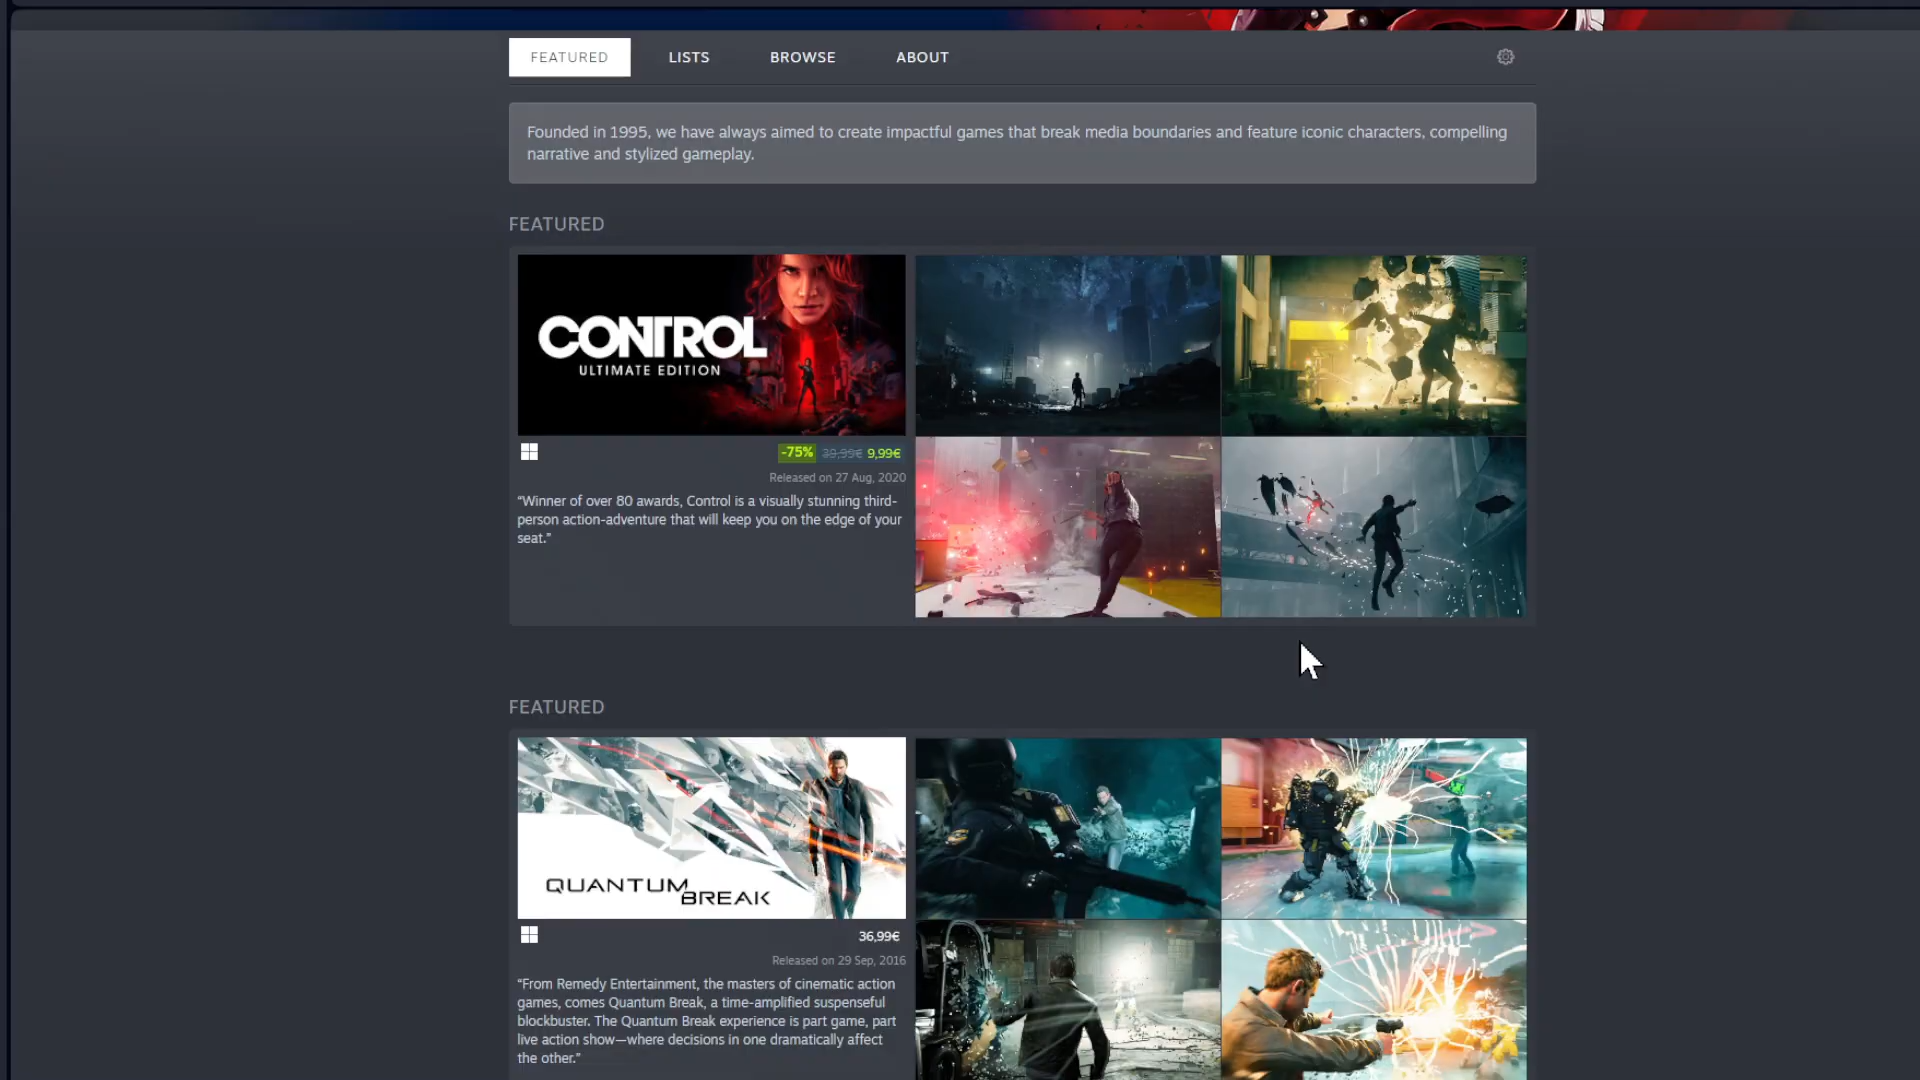 FEATURED
LISTS
BROWSE
ABOUT
Founded in 1995, we have always aimed to create impactful games that break media boundaries and feature iconic characters, compelling
narrative and stylized gameplay.
FEATURED
CONTROL
ULTIMATE EDITION
-75% 39,99€ 9,99€
Released on 27 Aug, 2020
“Winner of over 80 awards, Control is a visually stunning third-
person action-adventure that will keep you on the edge of your
seat.”
FEATURED
QUANTUM
BREAK
36,99€
Released on 29 Sep, 2016
“From Remedy Entertainment, the masters of cinematic action
games, comes Quantum Break, a time-amplified suspenseful
blockbuster. The Quantum Break experience is part game, part
live action show—where decisions in one dramatically affect
the other.”